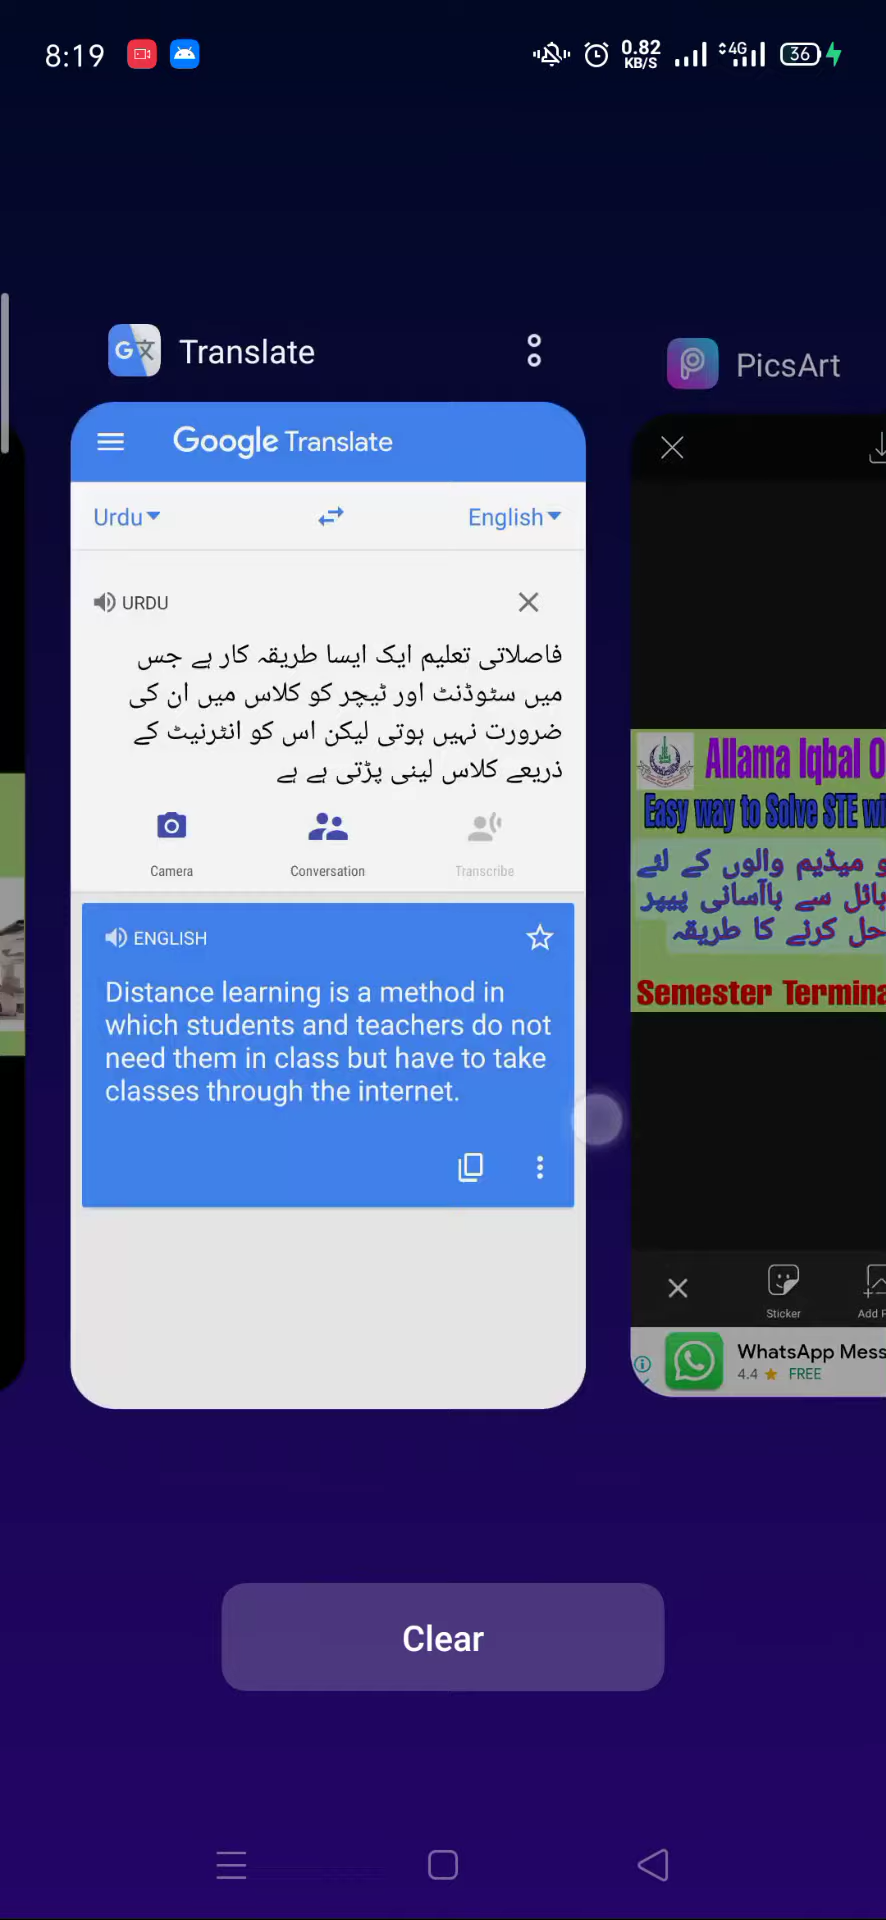 8:19
0.82
KB/S
4G
36
Translate
PicsArt
Google Translate
Urdu
English
URDU
فاصلاتی تعلیم ایک ایسا طریقہ کار ہے جس
میں سٹوڈنٹ اور ٹیچر کو کلاس میں ان کی
ضرورت نہیں ہوتی لیکن اس کو انٹرنیٹ کے
ذریعے کلاس لینی پڑتی ہے ہے
Camera
Conversation
Transcribe
ENGLISH
Distance learning is a method in
which students and teachers do not
need them in class but have to take
classes through the internet.
Allama Iqbal O
Easy way to Solve STE wi
و میڈیم والوں کے لئے
بائل سے باآسانی پیپر
حل کرنے کا طریقہ
Semester Termina
Sticker
Add
WhatsApp Mess
4.4
FREE
Clear